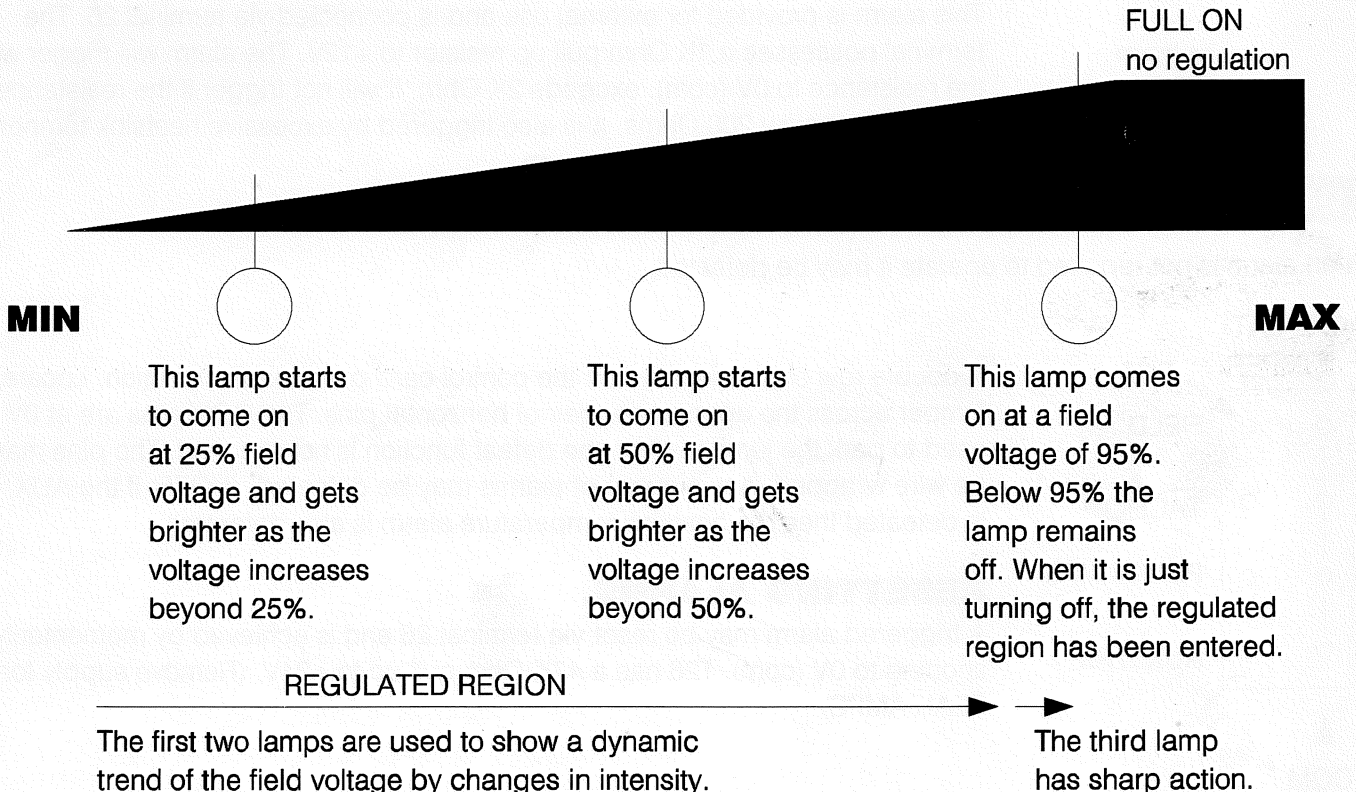 FULL ON
no regulation
MIN
MAX
This lamp starts
to come on
at 25% field
voltage and gets
brighter as the
voltage increases
beyond 25%.
This lamp starts
to come on
at 50% field
voltage and gets
brighter as the
voltage increases
beyond 50%.
This lamp comes
on at a field
voltage of 95%.
Below 95% the
lamp remains
off. When it is just
turning off, the regulated
region has been entered.
REGULATED REGION
The first two lamps are used to show a dynamic
trend of the field voltage by changes in intensity.
The third lamp
has sharp action.